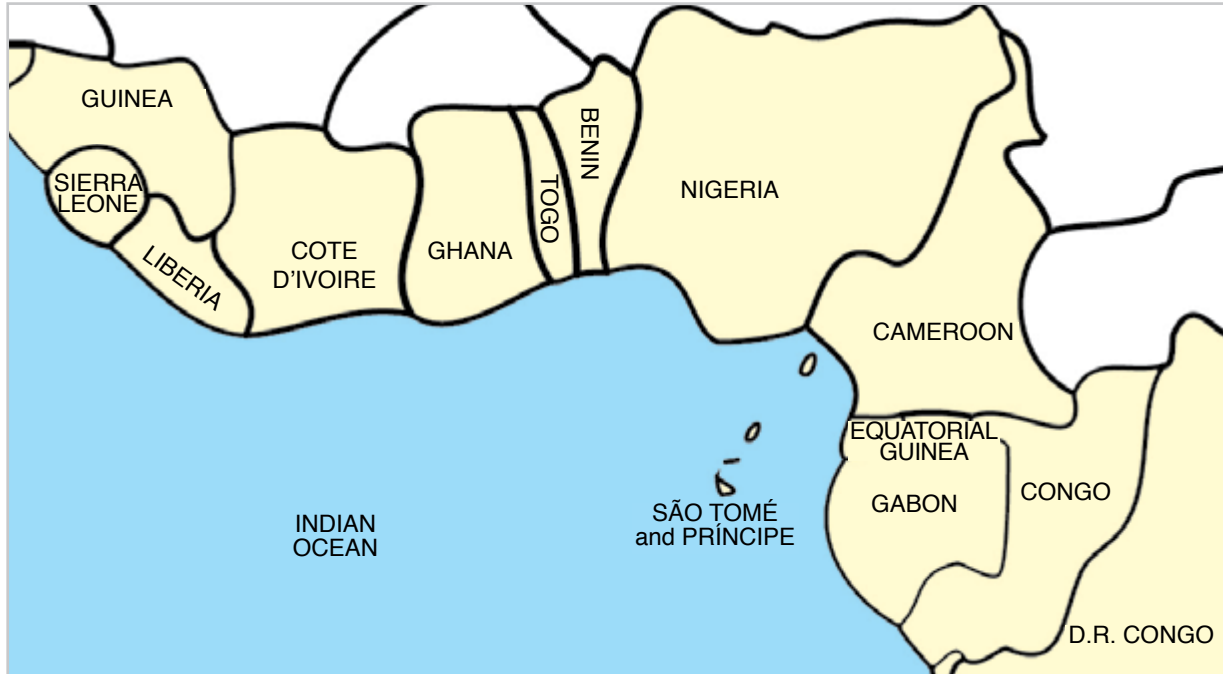 GUINEA
SIERRA
LEONE
LIBERIA
COTE
D'IVOIRE
GHANA
TOGO
BENIN
NIGERIA
CAMEROON
EQUATORIAL
GUINEA
GABON
CONGO
SÃO TOMÉ
and PRÍNCIPE
INDIAN
OCEAN
D.R. CONGO